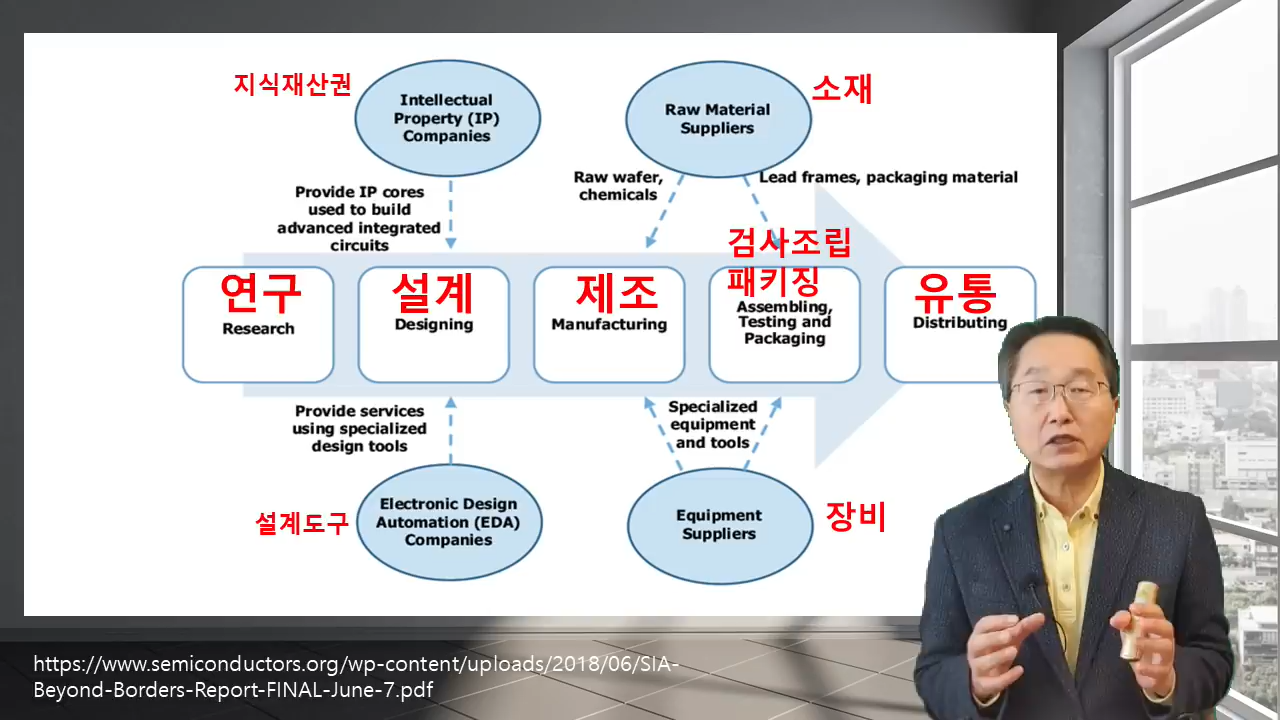 지식재산권
Intellectual
Property (IP)
Companies
Raw Material
Suppliers
소재
Provide IP cores
used to build
advanced integrated
circuits
Raw wafer,
chemicals
Lead frames, packaging material
연구
Research
설계
Designing
제조
Manufacturing
검사조립
패키징
Assembling,
Testing and
Packaging
유통
Distributing
Provide services
using specialized
design tools
Specialized
equipment
and tools
설계도구
Electronic Design
Automation (EDA)
Companies
Equipment
Suppliers
장비
https://www.semiconductors.org/wp-content/uploads/2018/06/SIA-
Beyond-Borders-Report-FINAL-June-7.pdf